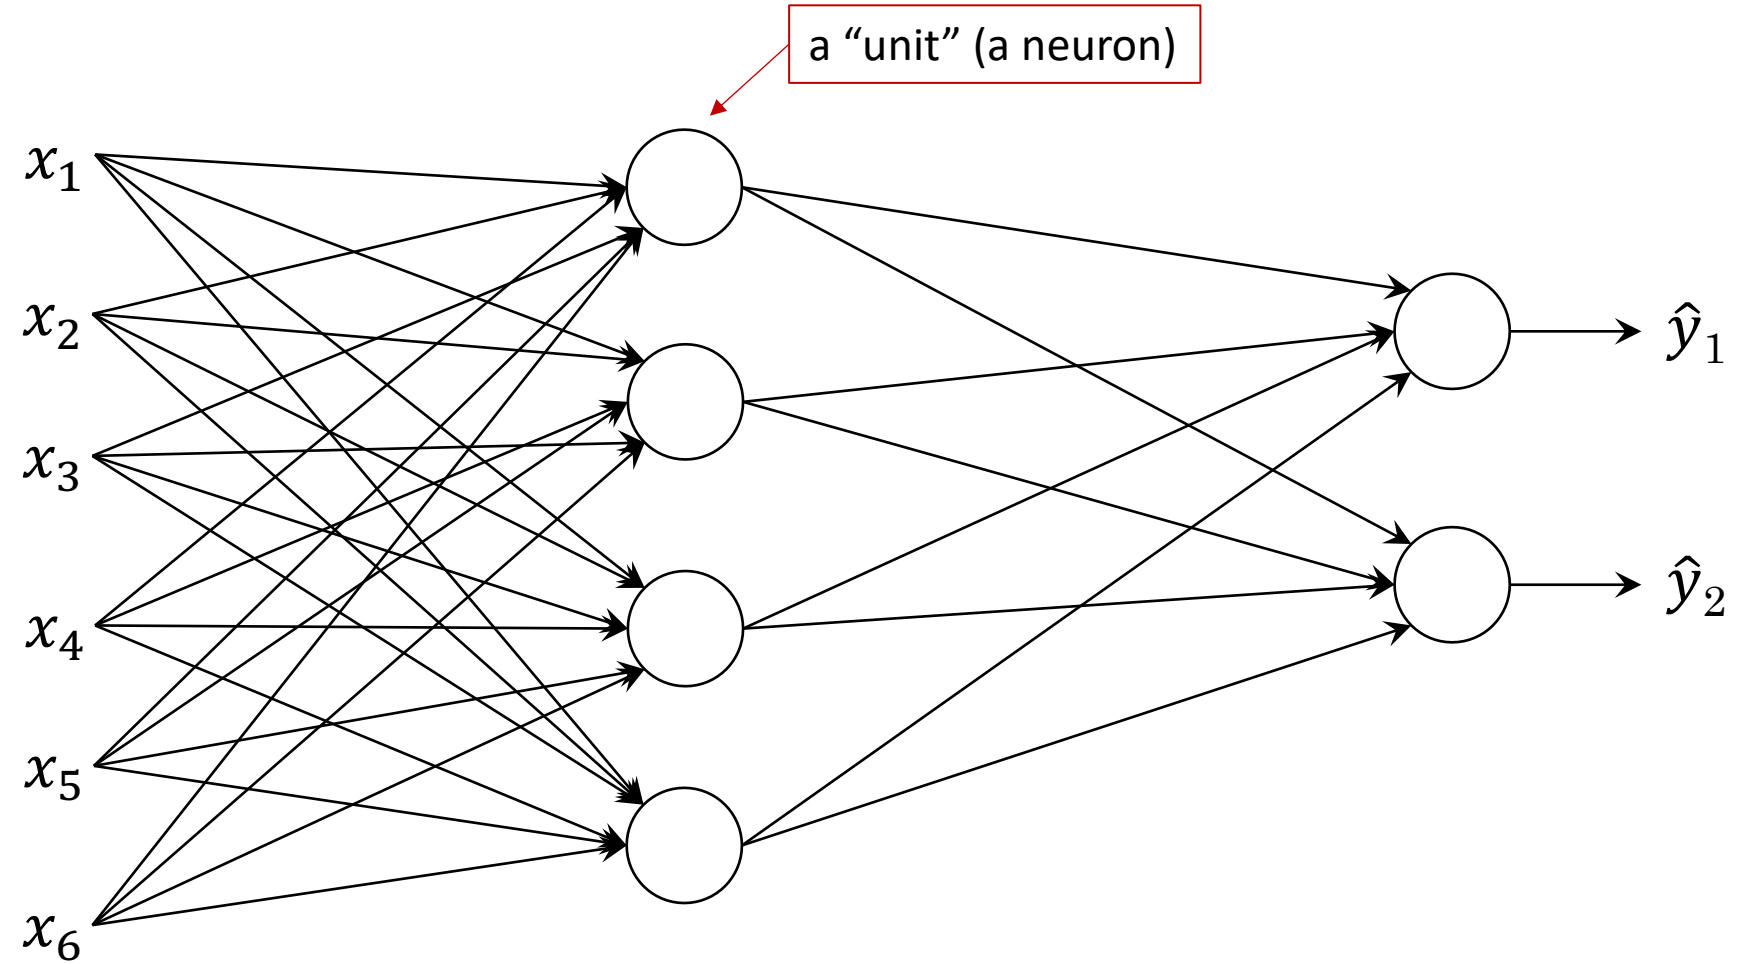 a “unit” (a neuron)
x₁
x₂
x₃
x₄
x₅
x₆
ŷ₁
ŷ₂